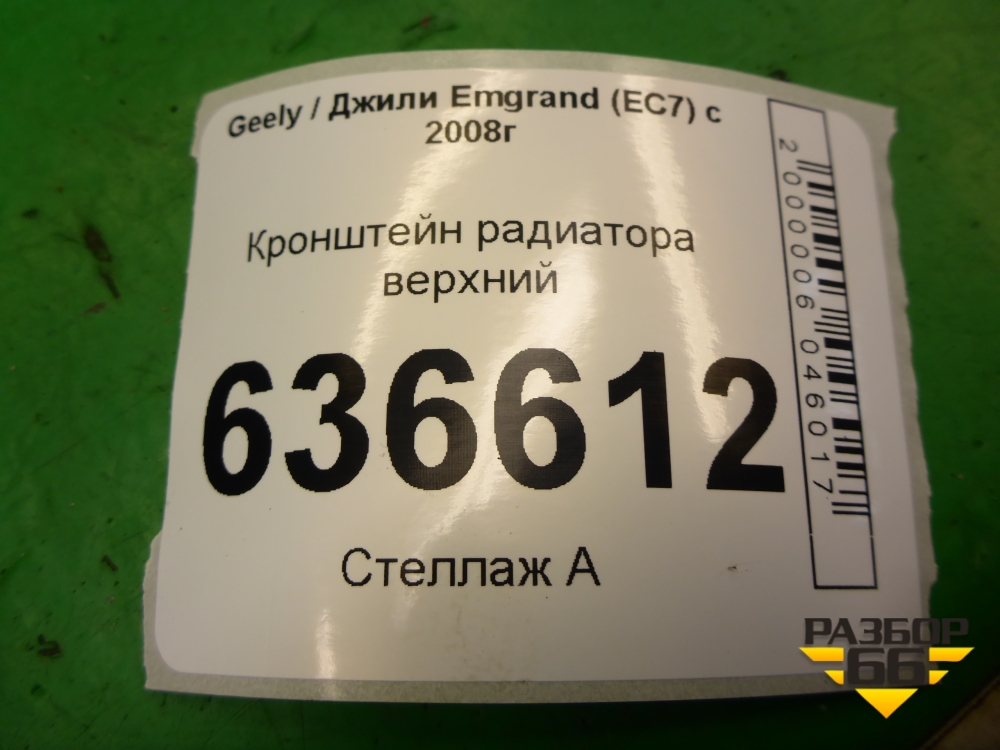 Geely / Джили Emgrand (EC7) с
2008г
Кронштейн радиатора
верхний
636612
Стеллаж А
2000006046017
РАЗБОР
66